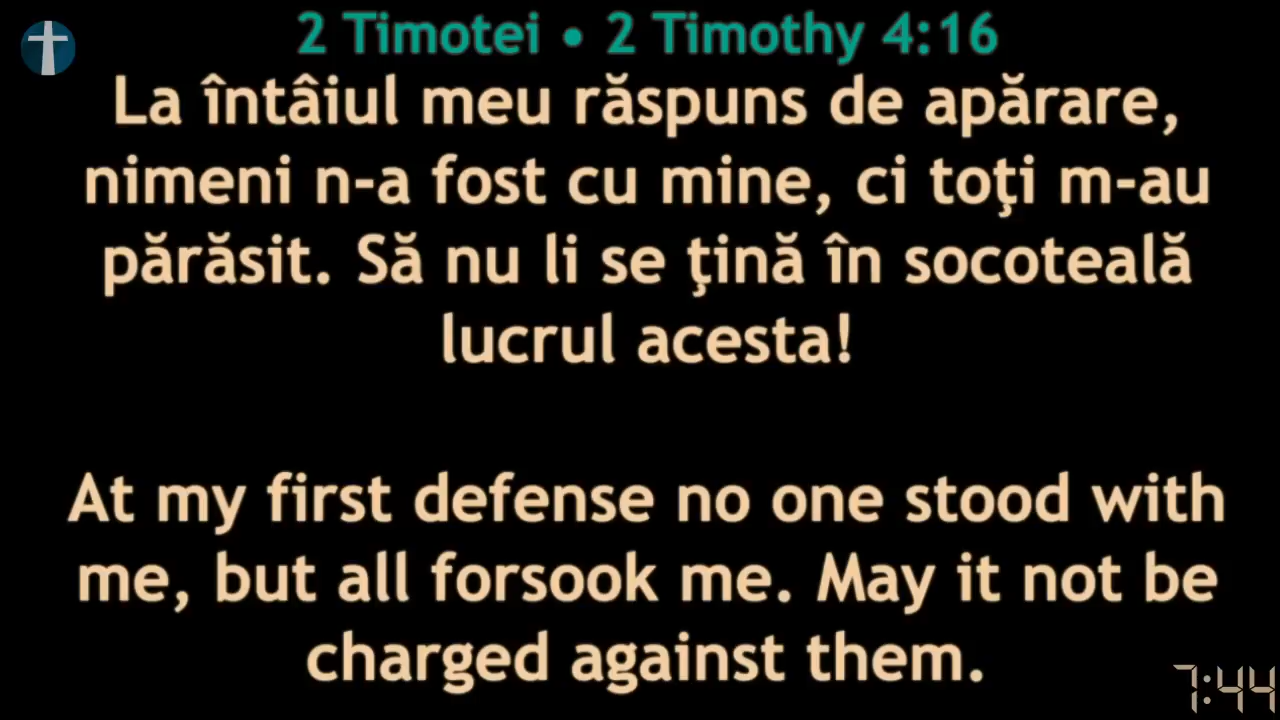 2 Timotei • 2 Timothy 4:16
La întâiul meu răspuns de apărare,
nimeni n-a fost cu mine, ci toţi m-au
părăsit. Să nu li se ţină în socoteală
lucrul acesta!
At my first defense no one stood with
me, but all forsook me. May it not be
charged against them.
7:44